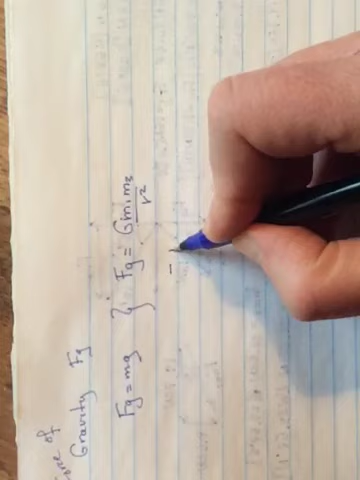 Force of
Gravity Fg
Fg = mg } Fg = Gm₁m₂/r²
-